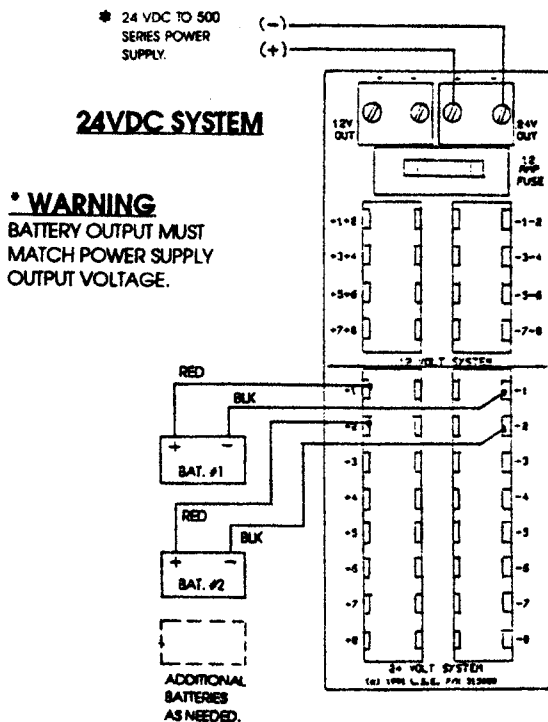 * 24 VDC TO 500
SERIES POWER
SUPPLY.
(-)
(+)
24VDC SYSTEM
* WARNING
BATTERY OUTPUT MUST
MATCH POWER SUPPLY
OUTPUT VOLTAGE.
+ - + -
12V
OUT
24V
OUT
12
AMP
FUSE
+1+2
-1-2
+3+4
-3-4
+5+6
-5-6
+7+8
-7-8
12 VOLT SYSTEM
RED
BLK
+ -
BAT. #1
RED
BLK
+ -
BAT. #2
+
ADDITIONAL
BATTERIES
AS NEEDED.
+1
-1
+2
-2
+3
-3
+4
-4
+5
-5
+6
-6
+7
-7
+8
-8
24 VOLT SYSTEM